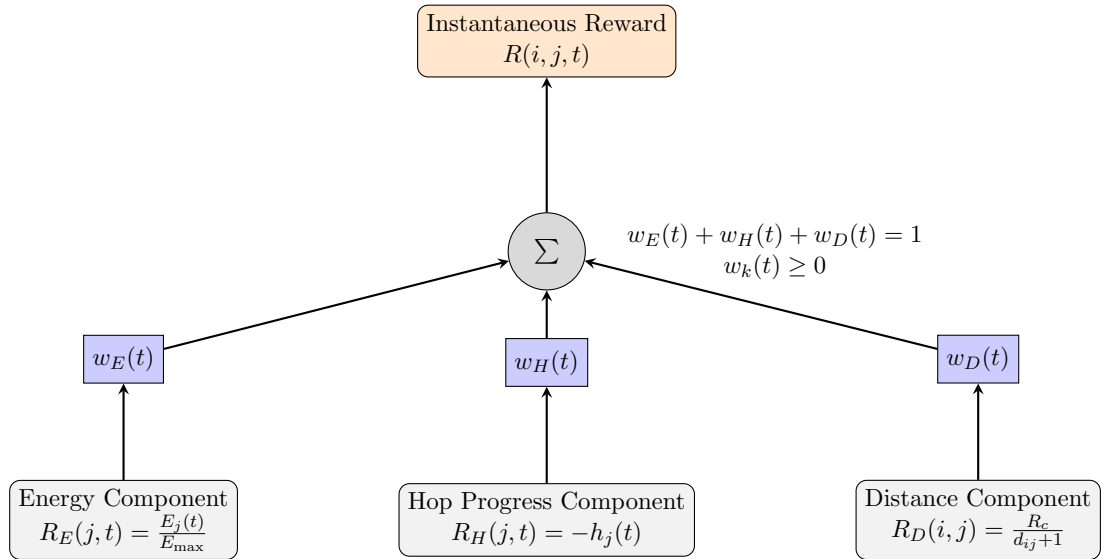 Instantaneous Reward
R(i, j, t)
Σ
w_E(t) + w_H(t) + w_D(t) = 1
w_k(t) ≥ 0
w_E(t)
w_H(t)
w_D(t)
Energy Component
R_E(j, t) = E_j(t)/E_max
Hop Progress Component
R_H(j, t) = −h_j(t)
Distance Component
R_D(i, j) = R_c/(d_ij+1)